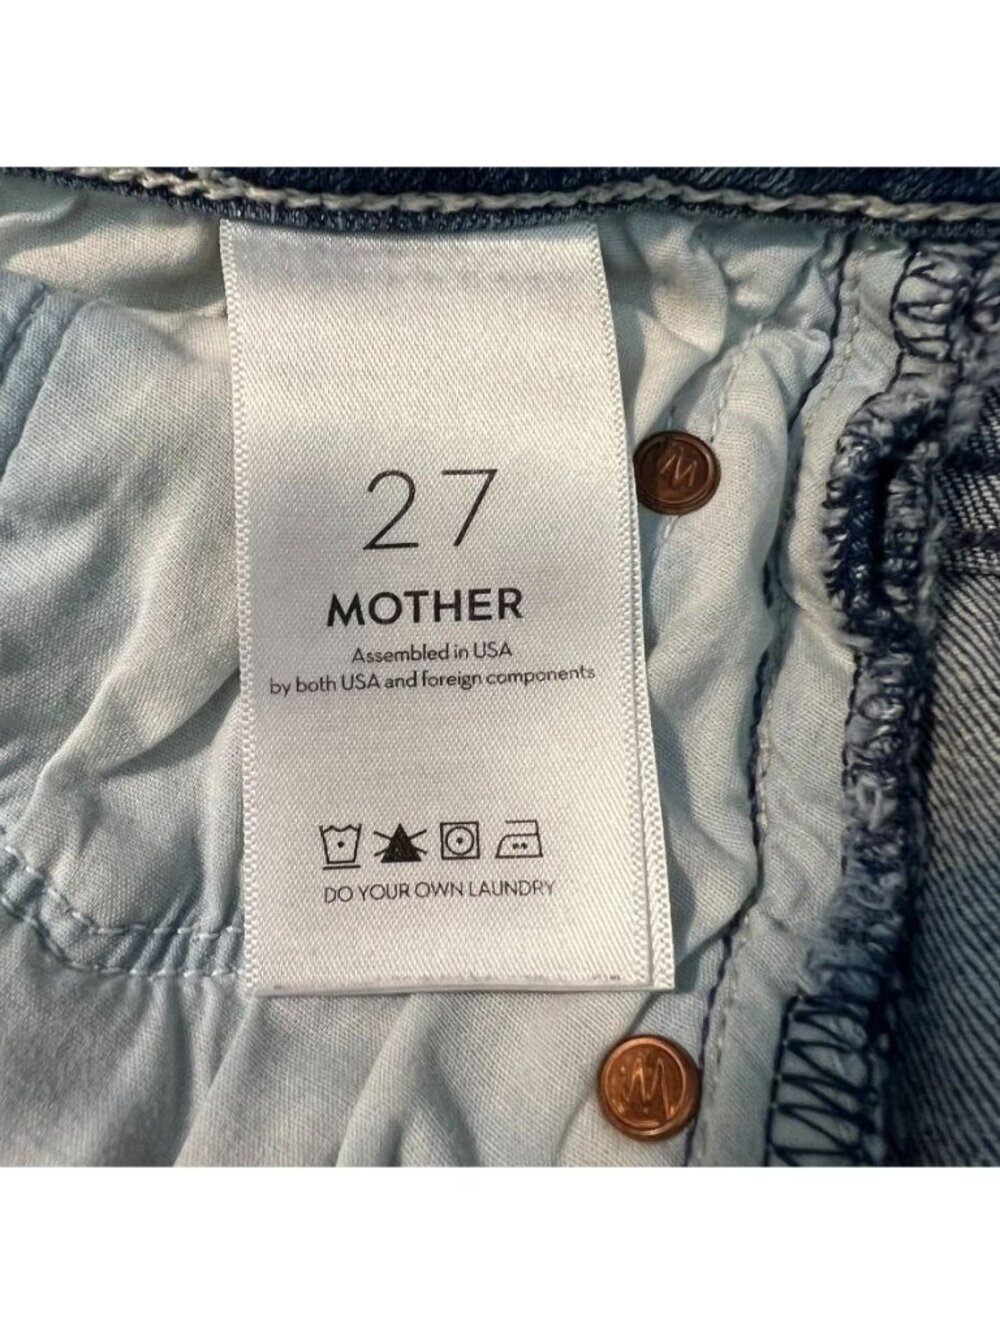 27
MOTHER
Assembled in USA
by both USA and foreign components
DO YOUR OWN LAUNDRY
M
M